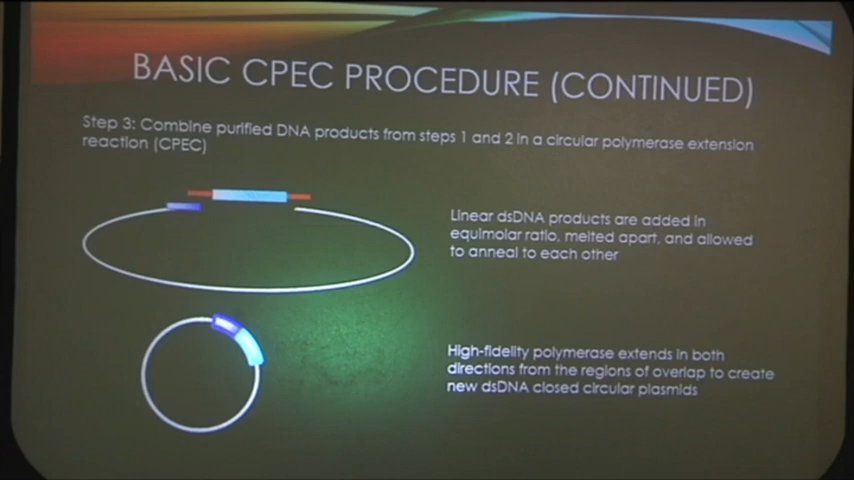 BASIC CPEC PROCEDURE (CONTINUED)
Step 3: Combine purified DNA products from steps 1 and 2 in a circular polymerase extension
reaction (CPEC)
Linear dsDNA products are added in
equimolar ratio, melted apart, and allowed
to anneal to each other
High-fidelity polymerase extends in both
directions from the regions of overlap to create
new dsDNA closed circular plasmids